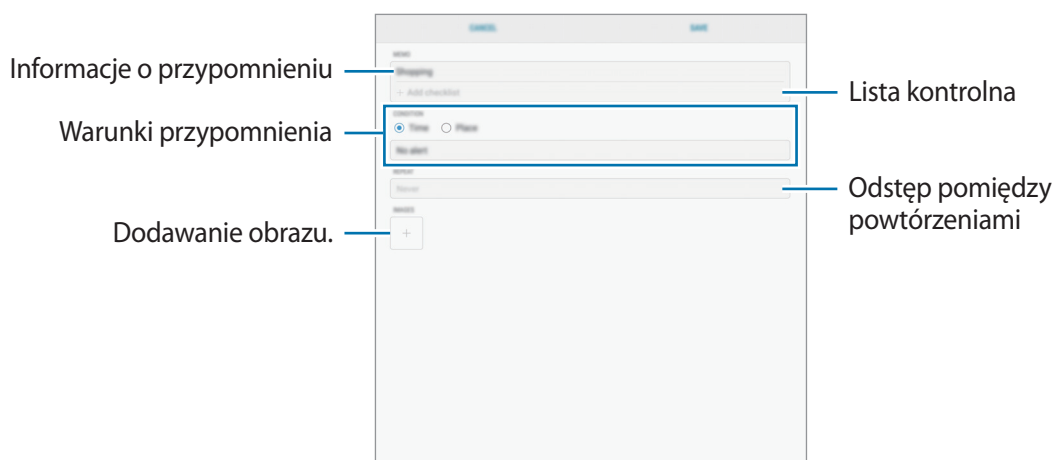 CANCEL
SAVE
MEMO
Informacje o przypomnieniu
Shopping
+ Add checklist
Lista kontrolna
CONDITION
Warunki przypomnienia
Time
Place
No alert
REPEAT
Never
Odstęp pomiędzy
powtórzeniami
IMAGES
Dodawanie obrazu.
+